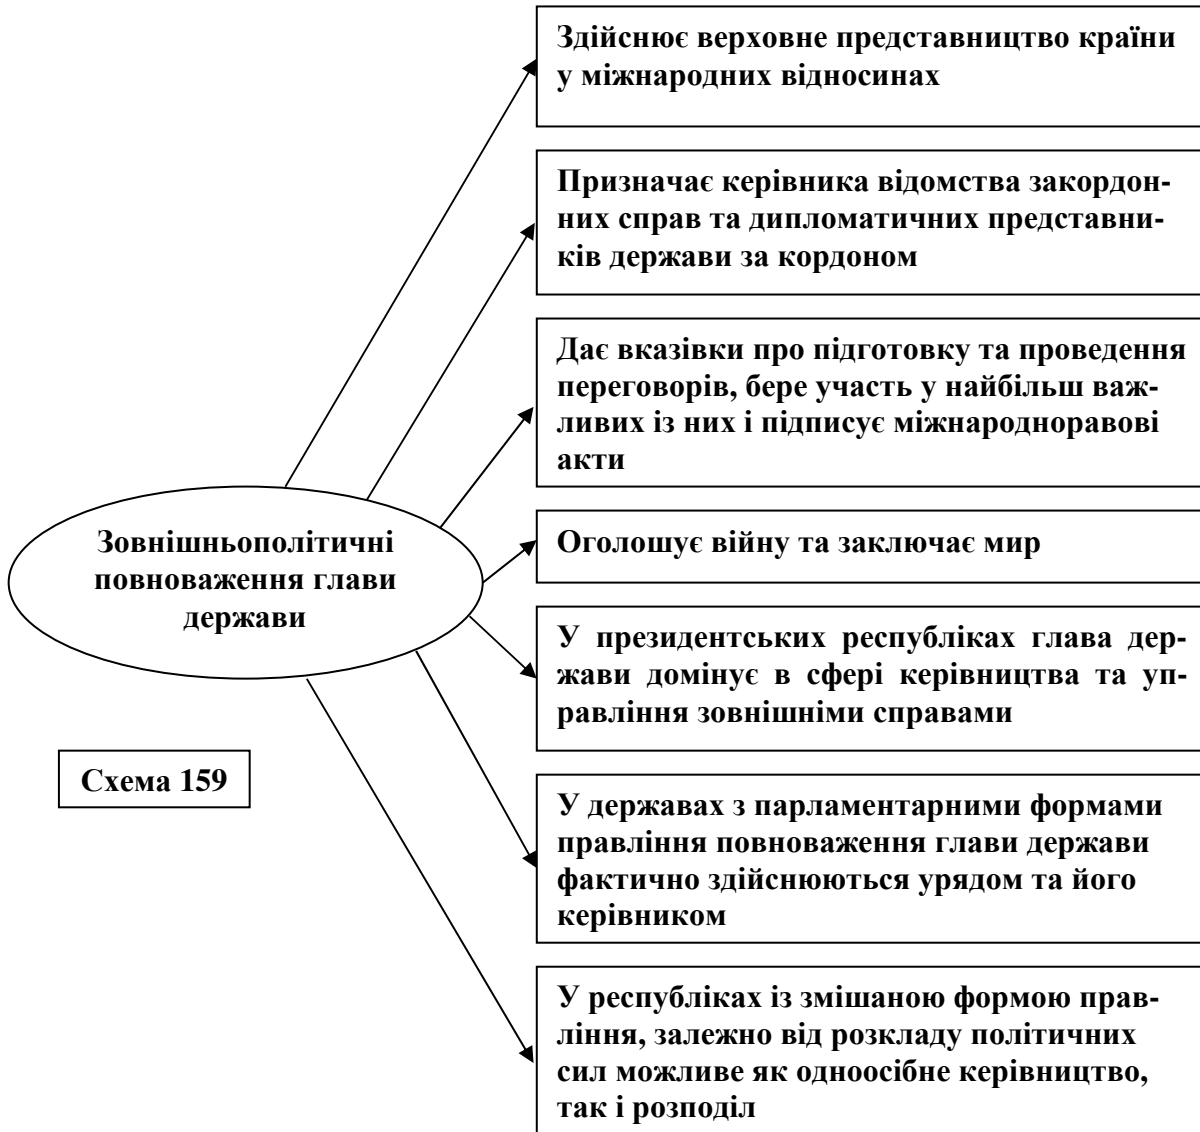 Здійснює верховне представництво країни
у міжнародних відносинах
Призначає керівника відомства закордон-
них справ та дипломатичних представни-
ків держави за кордоном
Дає вказівки про підготовку та проведення
переговорів, бере участь у найбільш важ-
ливих із них і підписує міжнародноравові
акти
Зовнішньополітичні
повноваження глави
держави
Оголошує війну та заключає мир
У президентських республіках глава дер-
жави домінує в сфері керівництва та уп-
равління зовнішніми справами
Схема 159
У державах з парламентарними формами
правління повноваження глави держави
фактично здійснюються урядом та його
керівником
У республіках із змішаною формою прав-
ління, залежно від розкладу політичних
сил можливе як одноосібне керівництво,
так і розподіл